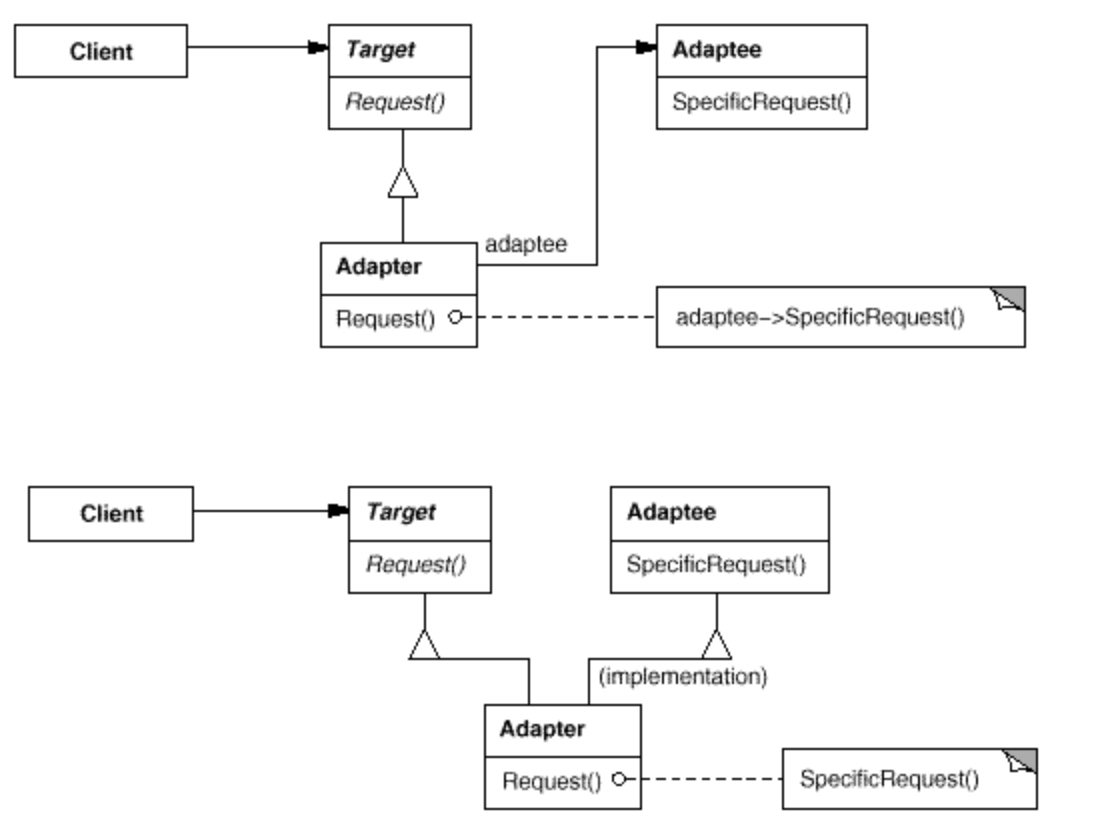 Client
Target
Request()
Adaptee
SpecificRequest()
adaptee
Adapter
Request()
adaptee–>SpecificRequest()
Client
Target
Request()
Adaptee
SpecificRequest()
(implementation)
Adapter
Request()
SpecificRequest()